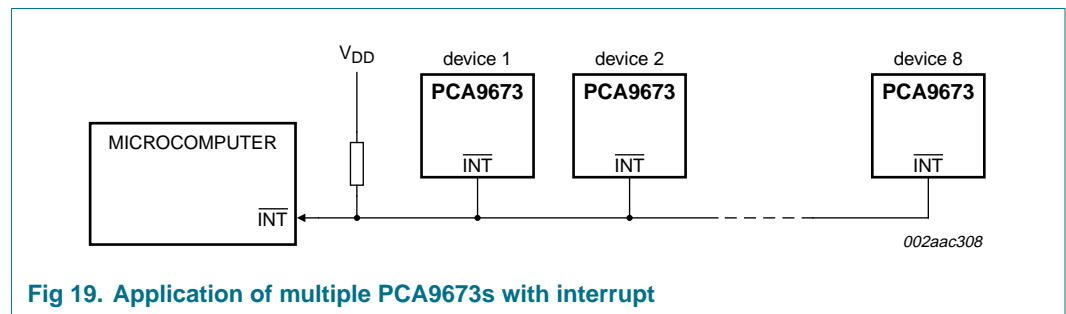 VDD
device 1
device 2
device 8
PCA9673
PCA9673
PCA9673
MICROCOMPUTER
INT
INT
INT
INT
002aac308
Fig 19. Application of multiple PCA9673s with interrupt